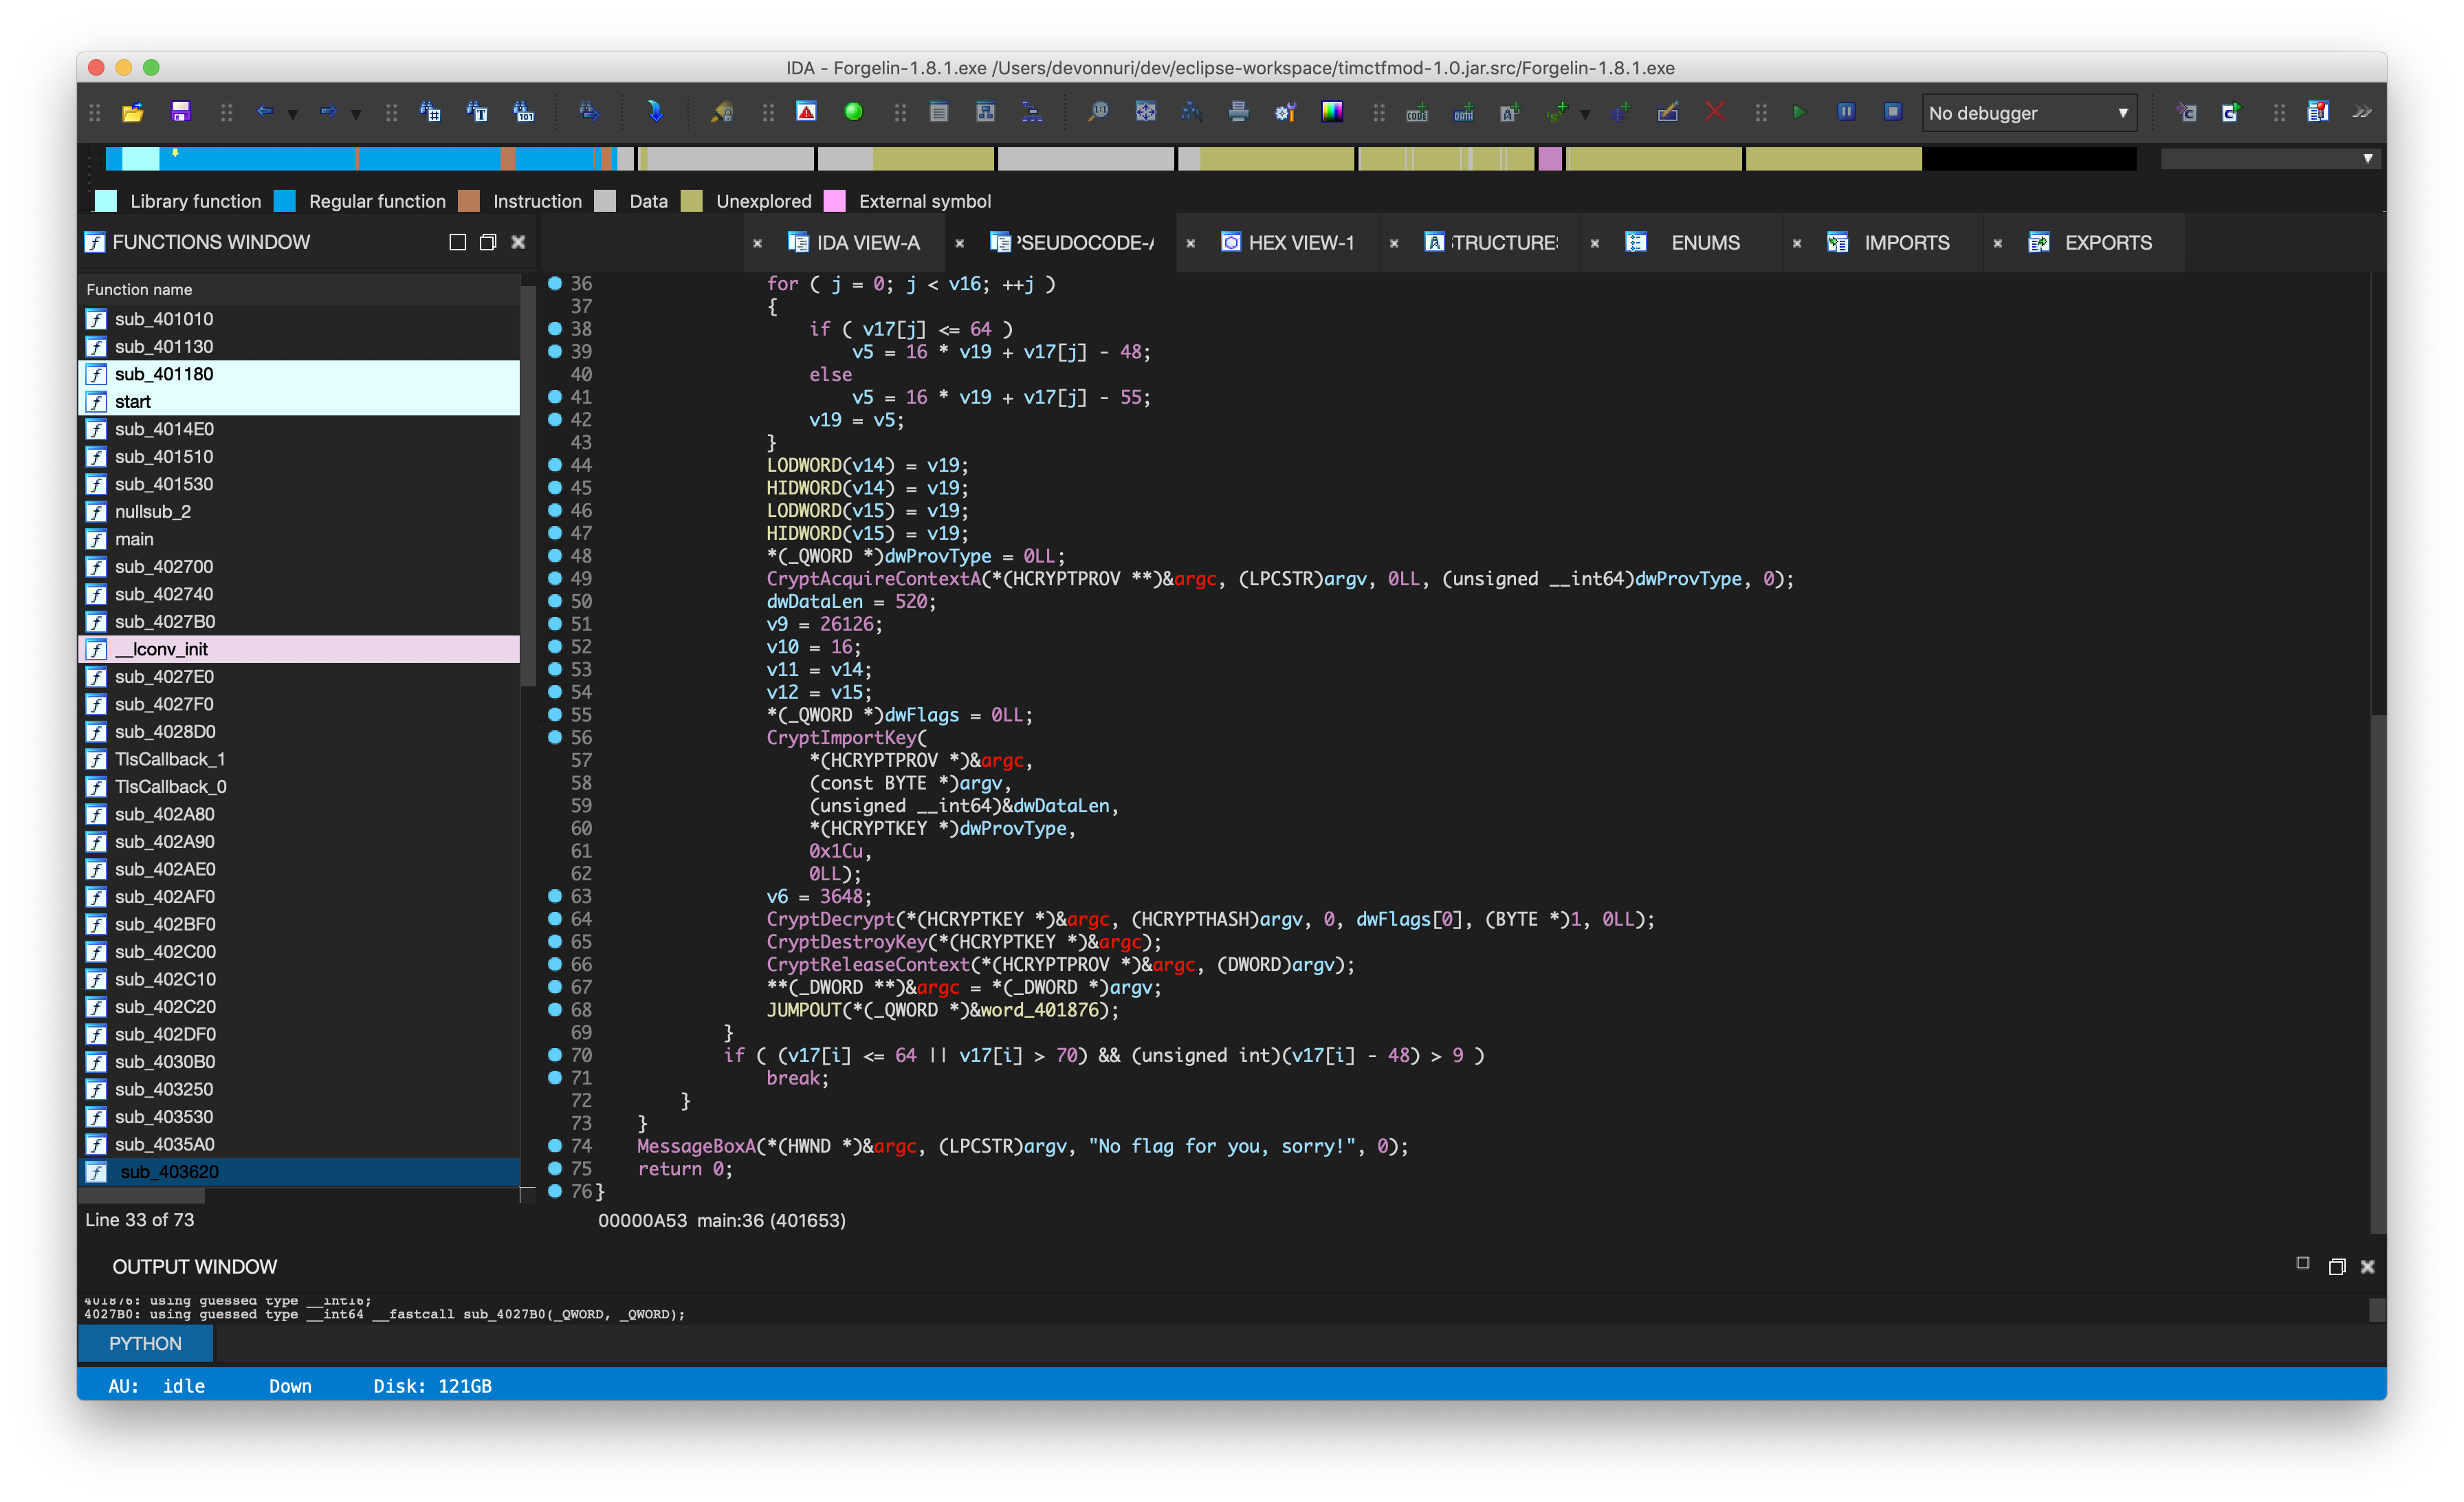 IDA - Forgelin-1.8.1.exe /Users/devonnuri/dev/eclipse-workspace/timctfmod-1.0.jar.src/Forgelin-1.8.1.exe
No debugger
Library function Regular function Instruction Data Unexplored External symbol
FUNCTIONS WINDOW
IDA VIEW-A
PSEUDOCODE-A
HEX VIEW-1
STRUCTURES
ENUMS
IMPORTS
EXPORTS
Function name
sub_401010
sub_401130
sub_401180
start
sub_4014E0
sub_401510
sub_401530
nullsub_2
main
sub_402700
sub_402740
sub_4027B0
__lconv_init
sub_4027E0
sub_4027F0
sub_4028D0
TlsCallback_1
TlsCallback_0
sub_402A80
sub_402A90
sub_402AE0
sub_402AF0
sub_402BF0
sub_402C00
sub_402C10
sub_402C20
sub_402DF0
sub_4030B0
sub_403250
sub_403530
sub_4035A0
sub_403620
Line 33 of 73
36 for ( j = 0; j < v16; ++j )
37 {
38 if ( v17[j] <= 64 )
39 v5 = 16 * v19 + v17[j] - 48;
40 else
41 v5 = 16 * v19 + v17[j] - 55;
42 v19 = v5;
43 }
44 LODWORD(v14) = v19;
45 HIDWORD(v14) = v19;
46 LODWORD(v15) = v19;
47 HIDWORD(v15) = v19;
48 *(_QWORD *)dwProvType = 0LL;
49 CryptAcquireContextA(*(HCRYPTPROV **)&argc, (LPCSTR)argv, 0LL, (unsigned __int64)dwProvType, 0);
50 dwDataLen = 520;
51 v9 = 26126;
52 v10 = 16;
53 v11 = v14;
54 v12 = v15;
55 *(_QWORD *)dwFlags = 0LL;
56 CryptImportKey(
57 *(HCRYPTPROV *)&argc,
58 (const BYTE *)argv,
59 (unsigned __int64)&dwDataLen,
60 *(HCRYPTKEY *)dwProvType,
61 0x1Cu,
62 0LL);
63 v6 = 3648;
64 CryptDecrypt(*(HCRYPTKEY *)&argc, (HCRYPTHASH)argv, 0, dwFlags[0], (BYTE *)1, 0LL);
65 CryptDestroyKey(*(HCRYPTKEY *)&argc);
66 CryptReleaseContext(*(HCRYPTPROV *)&argc, (DWORD)argv);
67 **(_DWORD **)&argc = *(_DWORD *)argv;
68 JUMPOUT(*(_QWORD *)&word_401876);
69 }
70 if ( (v17[i] <= 64 || v17[i] > 70) && (unsigned int)(v17[i] - 48) > 9 )
71 break;
72 }
73 }
74 MessageBoxA(*(HWND *)&argc, (LPCSTR)argv, "No flag for you, sorry!", 0);
75 return 0;
76 }
00000A53 main:36 (401653)
OUTPUT WINDOW
401876: using guessed type __int16;
4027B0: using guessed type __int64 __fastcall sub_4027B0(_QWORD, _QWORD);
PYTHON
AU: idle Down Disk: 121GB